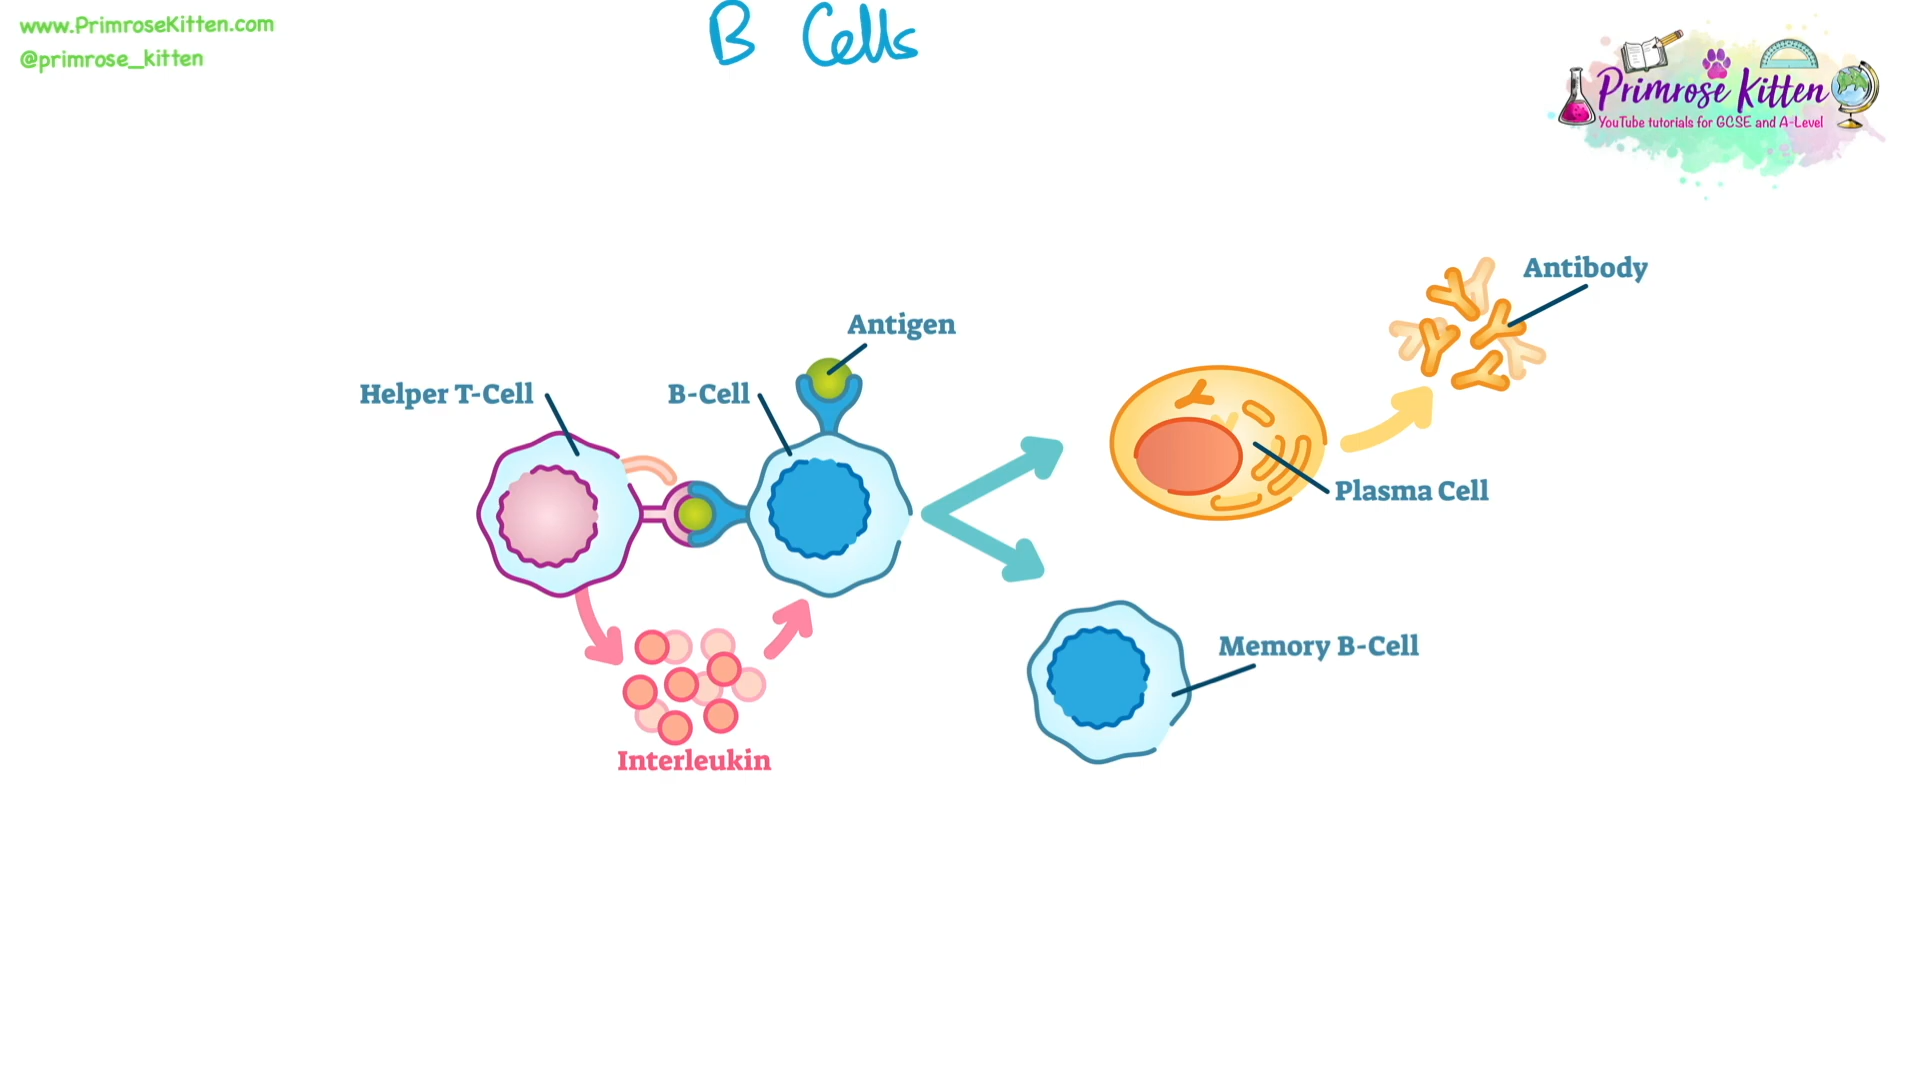 www.PrimroseKitten.com
@primrose_kitten
B Cells
Primrose Kitten
YouTube tutorials for GCSE and A-Level
Antibody
Antigen
Helper T-Cell
B-Cell
Plasma Cell
Memory B-Cell
Interleukin